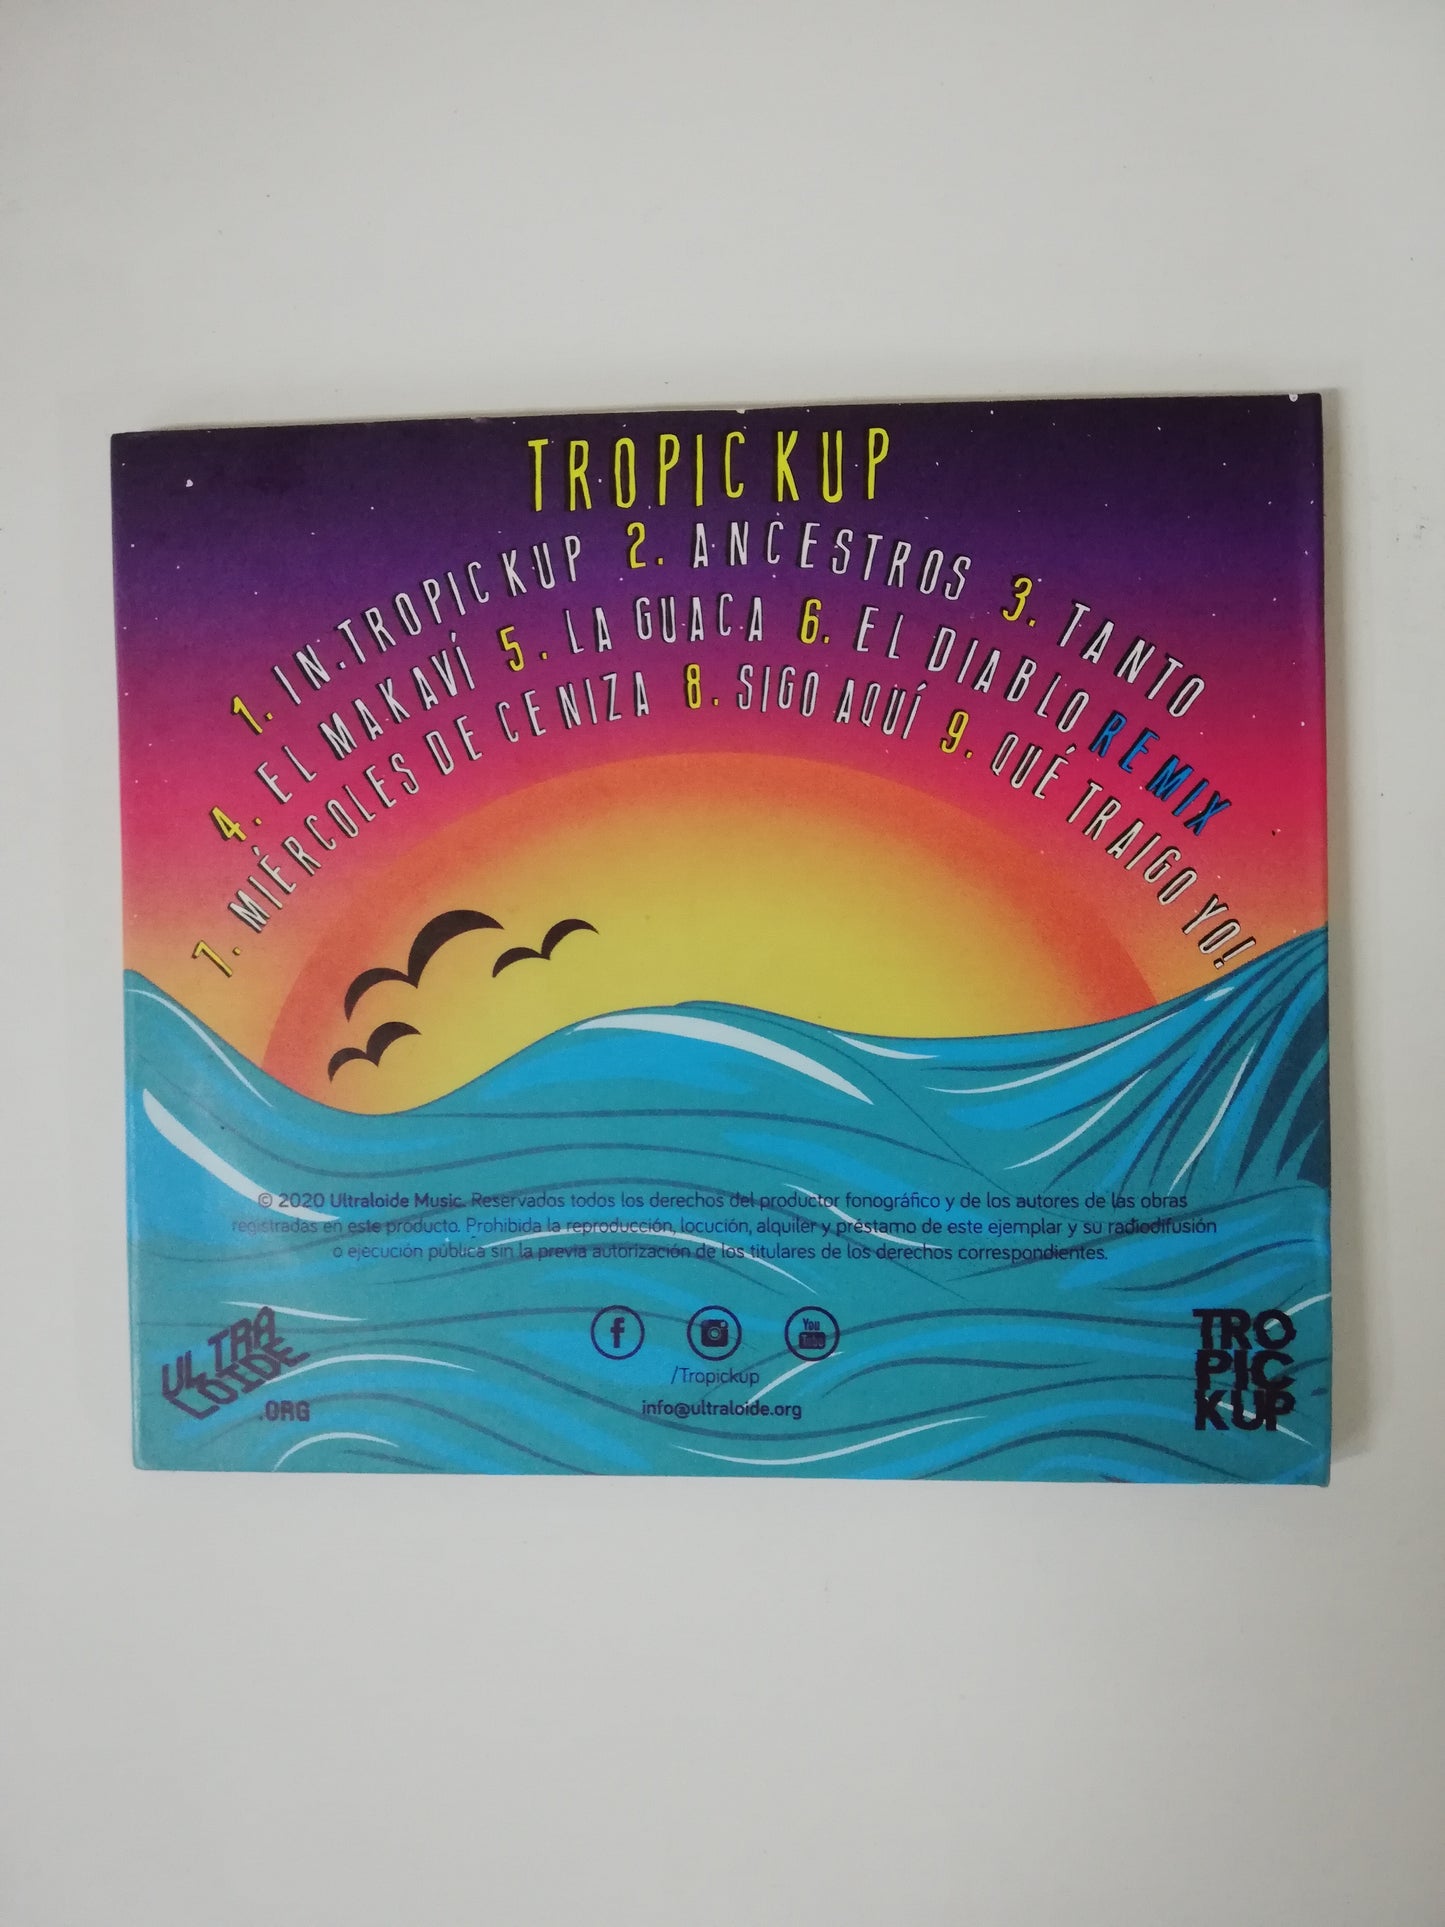 TROPICKUP
1. IN.TROPICKUP 2. ANCESTROS 3. TANTO
4. EL MAKAVÍ 5. LA GUACA 6. EL DIABLO REMIX
7. MIÉRCOLES DE CENIZA 8. SIGO AQUÍ 9. QUÉ TRAIGO YO!
© 2020 Ultraloide Music. Reservados todos los derechos del productor fonográfico y de los autores de las obras
registradas en este producto. Prohibida la reproducción, locución, alquiler y préstamo de este ejemplar y su radiodifusión
o ejecución pública sin la previa autorización de los titulares de los derechos correspondientes.
ULTRA
LOIDE
.ORG
f
You
Tube
/Tropickup
info@ultraloide.org
TRO
PIC
KUP